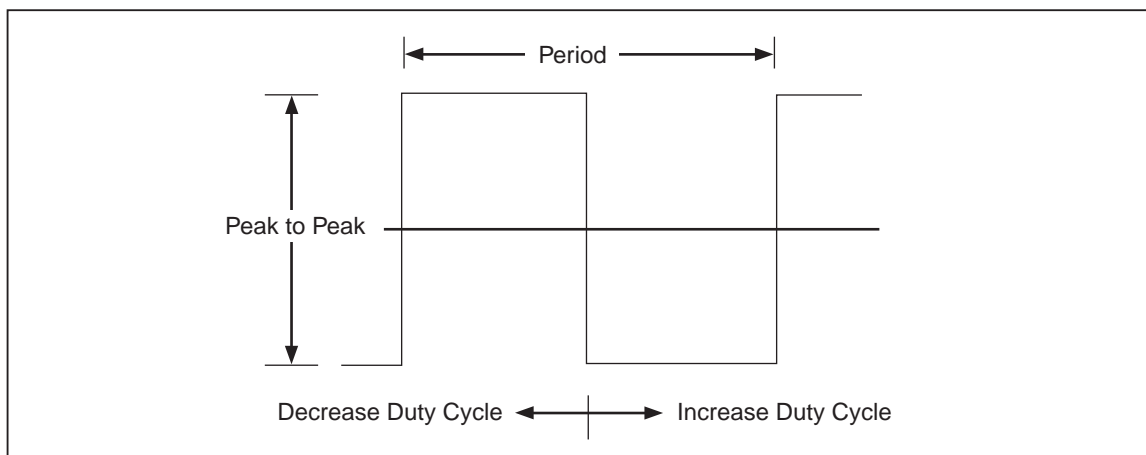 Period
Peak to Peak
Decrease Duty Cycle
Increase Duty Cycle